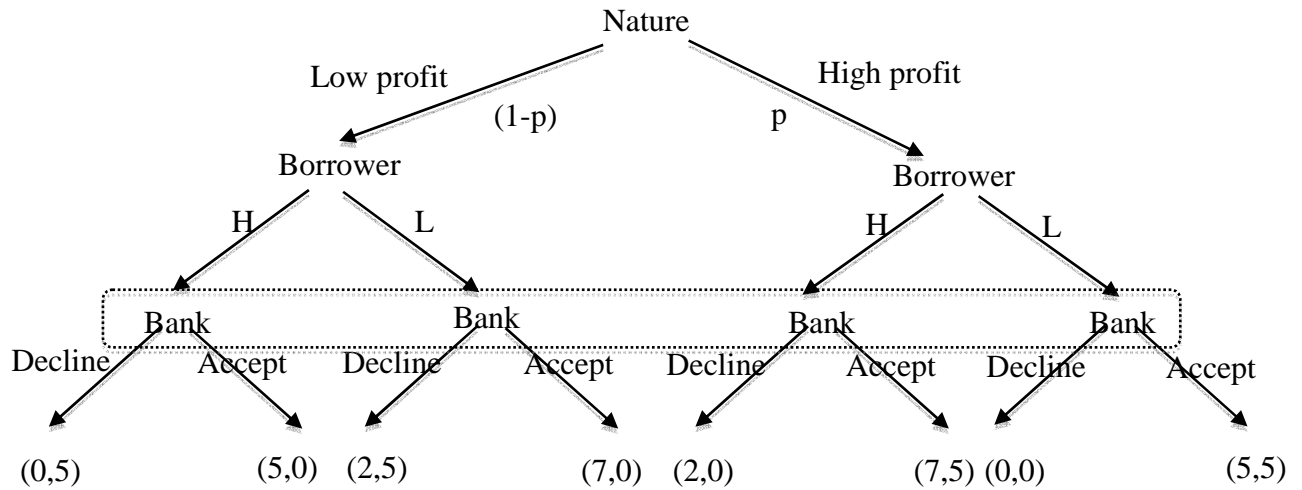 Nature
Low profit
High profit
(1-p)
p
Borrower
Borrower
H
L
H
L
Bank
Bank
Bank
Bank
Decline
Accept
Decline
Accept
Decline
Accept
Decline
Accept
(0,5)
(5,0)
(2,5)
(7,0)
(2,0)
(7,5)
(0,0)
(5,5)